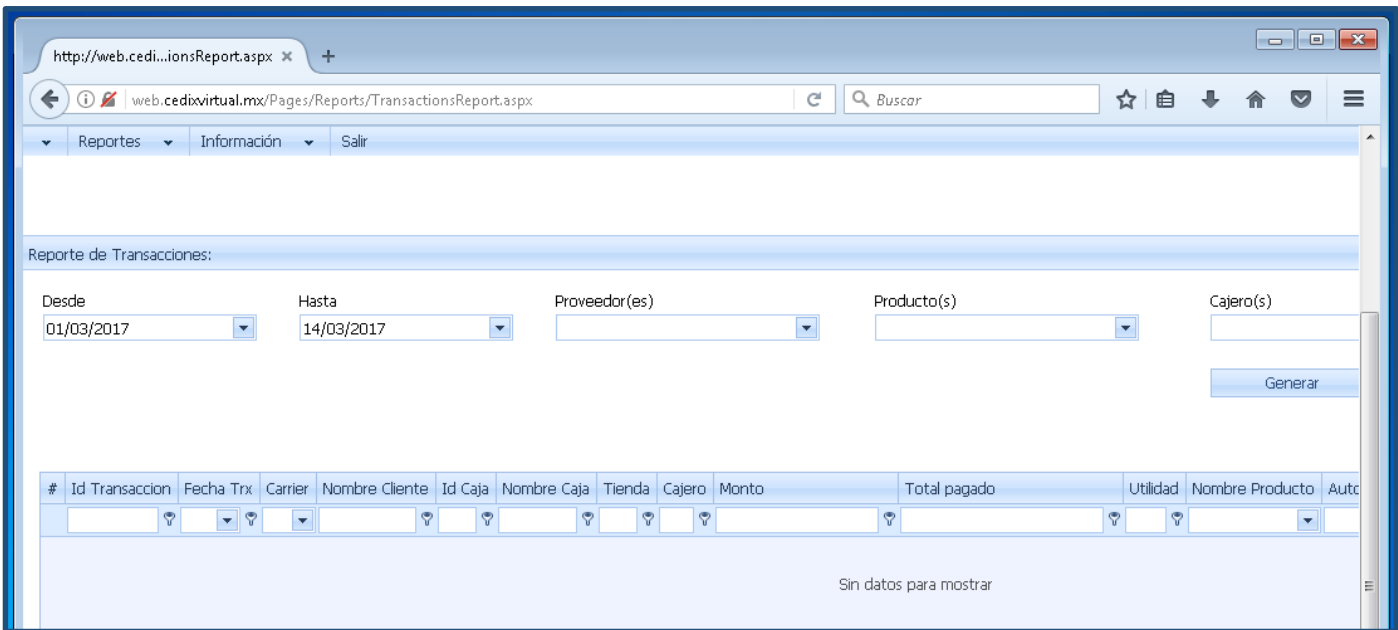 http://web.cedi...ionsReport.aspx
web.cedixvirtual.mx/Pages/Reports/TransactionsReport.aspx
Buscar
Reportes Información Salir
Reporte de Transacciones:
Desde Hasta Proveedor(es) Producto(s) Cajero(s)
01/03/2017 14/03/2017
Generar
# Id Transaccion Fecha Trx Carrier Nombre Cliente Id Caja Nombre Caja Tienda Cajero Monto Total pagado Utilidad Nombre Producto Auto
Sin datos para mostrar